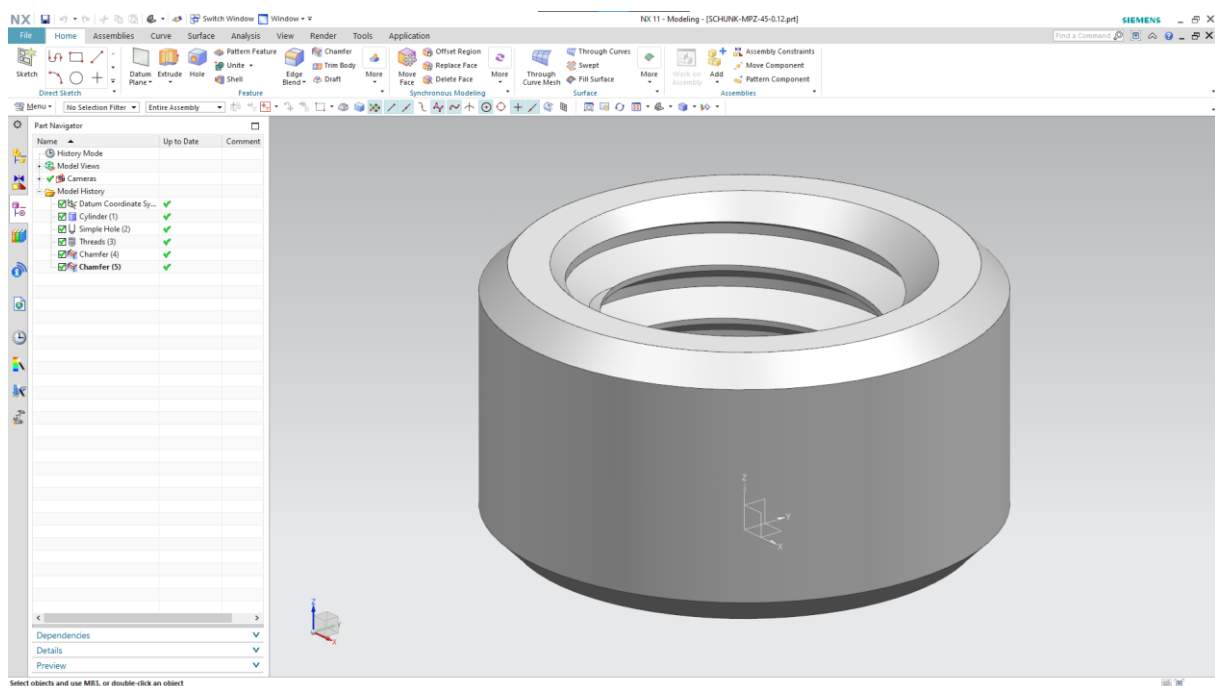 NX Switch Window Window NX 11 - Modeling - [SCHUNK-MPZ-45-0.12.prt] SIEMENS
File Home Assemblies Curve Surface Analysis View Render Tools Application Find a Command
Sketch
Direct Sketch
Datum Plane
Extrude
Hole
Pattern Feature
Unite
Shell
Edge Blend
Chamfer
Trim Body
Draft
More
Feature
Move Face
Offset Region
Replace Face
Delete Face
More
Synchronous Modeling
Through Curve Mesh
Through Curves
Swept
Fill Surface
More
Surface
Work on Assembly
Add
Assembly Constraints
Move Component
Pattern Component
Assemblies
Menu No Selection Filter Entire Assembly
Part Navigator
Name Up to Date Comment
History Mode
Model Views
Cameras
Model History
Datum Coordinate Sy...
Cylinder (1)
Simple Hole (2)
Threads (3)
Chamfer (4)
Chamfer (5)
Z
Y
X
Z
Y
X
Dependencies
Details
Preview
Select objects and use MB3, or double-click an object